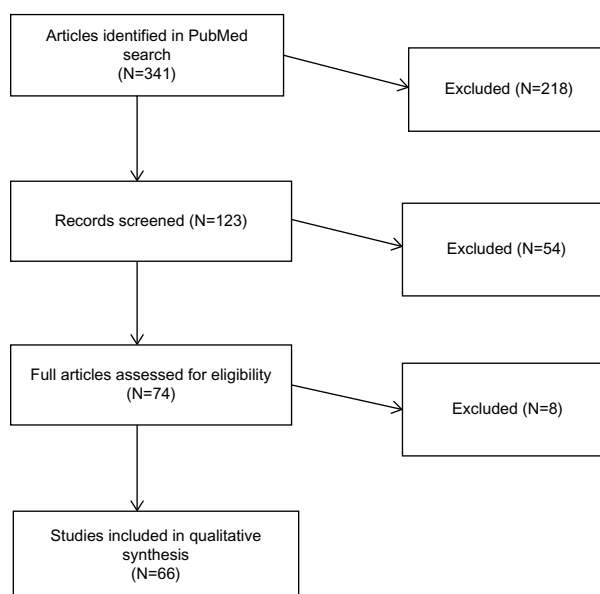 Articles identified in PubMed
search
(N=341)
Excluded (N=218)
Records screened (N=123)
Excluded (N=54)
Full articles assessed for eligibility
(N=74)
Excluded (N=8)
Studies included in qualitative
synthesis
(N=66)